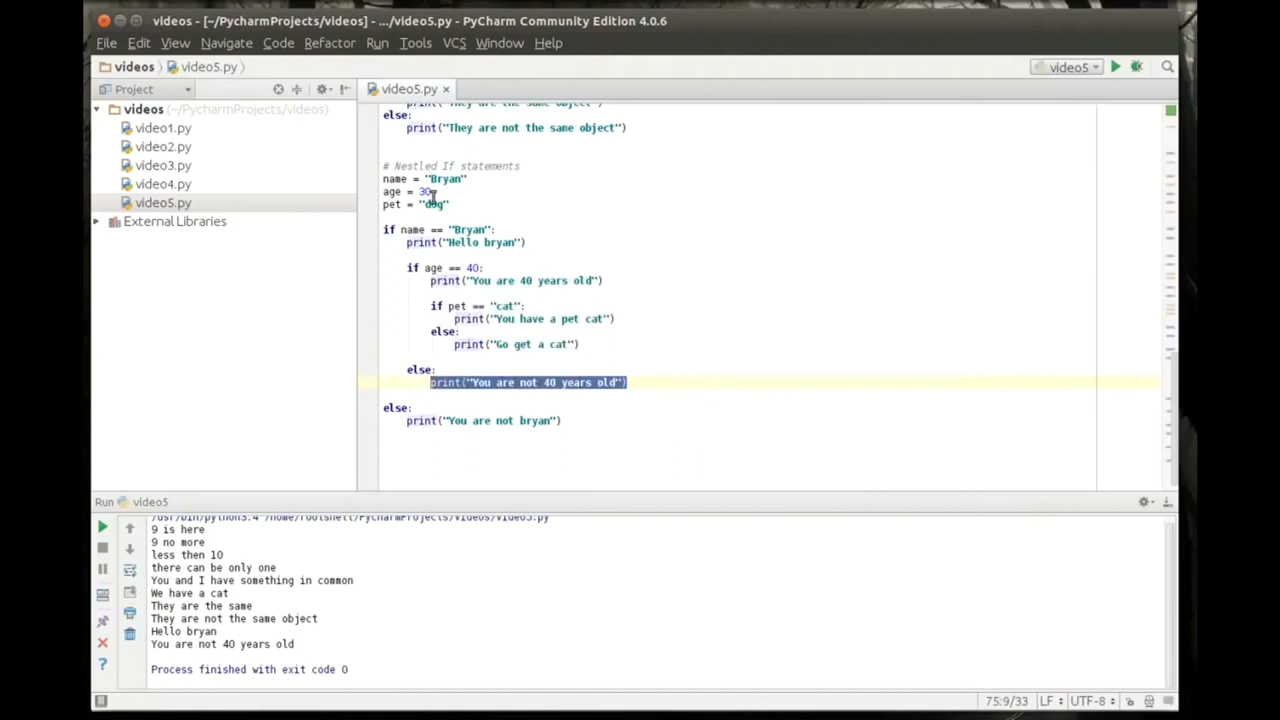 videos - [~/PycharmProjects/videos] - .../video5.py - PyCharm Community Edition 4.0.6
File Edit View Navigate Code Refactor Run Tools VCS Window Help
videos video5.py video5
Project video5.py
videos (~/PycharmProjects/videos)
video1.py
video2.py
video3.py
video4.py
video5.py
External Libraries
print("They are the same object")
else:
print("They are not the same object")
# Nestled If statements
name = "Bryan"
age = 30
pet = "dog"
if name == "Bryan":
print("Hello bryan")
if age == 40:
print("You are 40 years old")
if pet == "cat":
print("You have a pet cat")
else:
print("Go get a cat")
else:
print("You are not 40 years old")
else:
print("You are not bryan")
Run video5
/usr/bin/python3.4 /home/rootshell/PycharmProjects/videos/video5.py
9 is here
9 no more
less then 10
there can be only one
You and I have something in common
We have a cat
They are the same
They are not the same object
Hello bryan
You are not 40 years old
Process finished with exit code 0
75:9/33 LF UTF-8